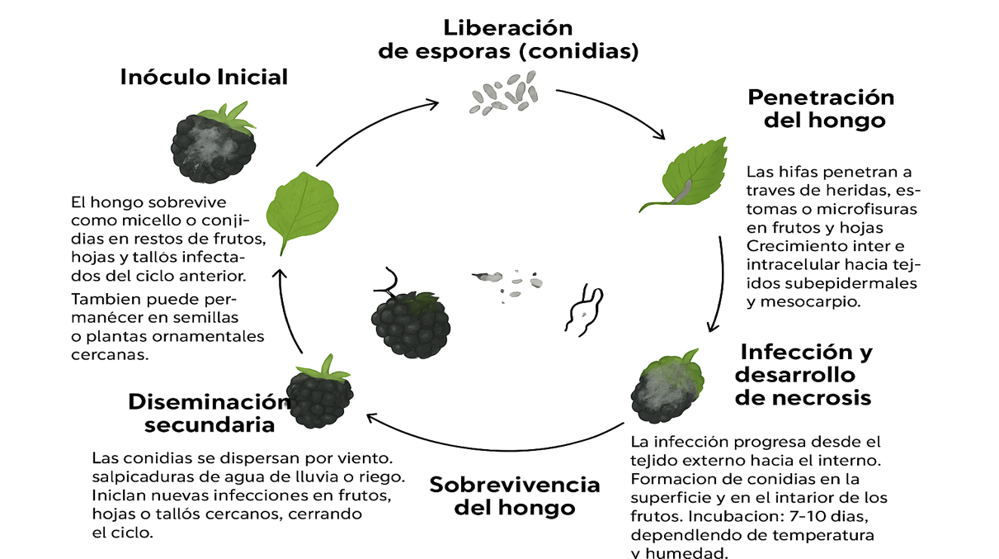 Liberación
de esporas (conidias)
Inóculo Inicial
El hongo sobrevive
como micello o conji-
dias en restos de frutos,
hojas y tallós infecta-
dos del ciclo anterior.
Tambien puede per-
manécer en semillas
o plantas ornamentales
cercanas.
Penetración
del hongo
Las hifas penetran a
traves de heridas, es-
tomas o microfisuras
en frutos y hojas
Crecimiento inter e
intracelular hacia tej-
idos subepidermales
y mesocarpio.
Infección y
desarrollo
de necrosis
La infección progresa desde el
teJido externo hacia el interno.
Formacion de conidias en la
superficie y en el intarior de los
frutos. Incubacion: 7-10 dias,
dependlendo de temperatura
y humedad.
Sobrevivencia
del hongo
Diseminación
secundaria
Las conidias se dispersan por viento.
salpicaduras de agua de lluvia o riego.
Iniclan nuevas infecciones en frutos,
hojas o tallós cercanos, cerrando
el ciclo.